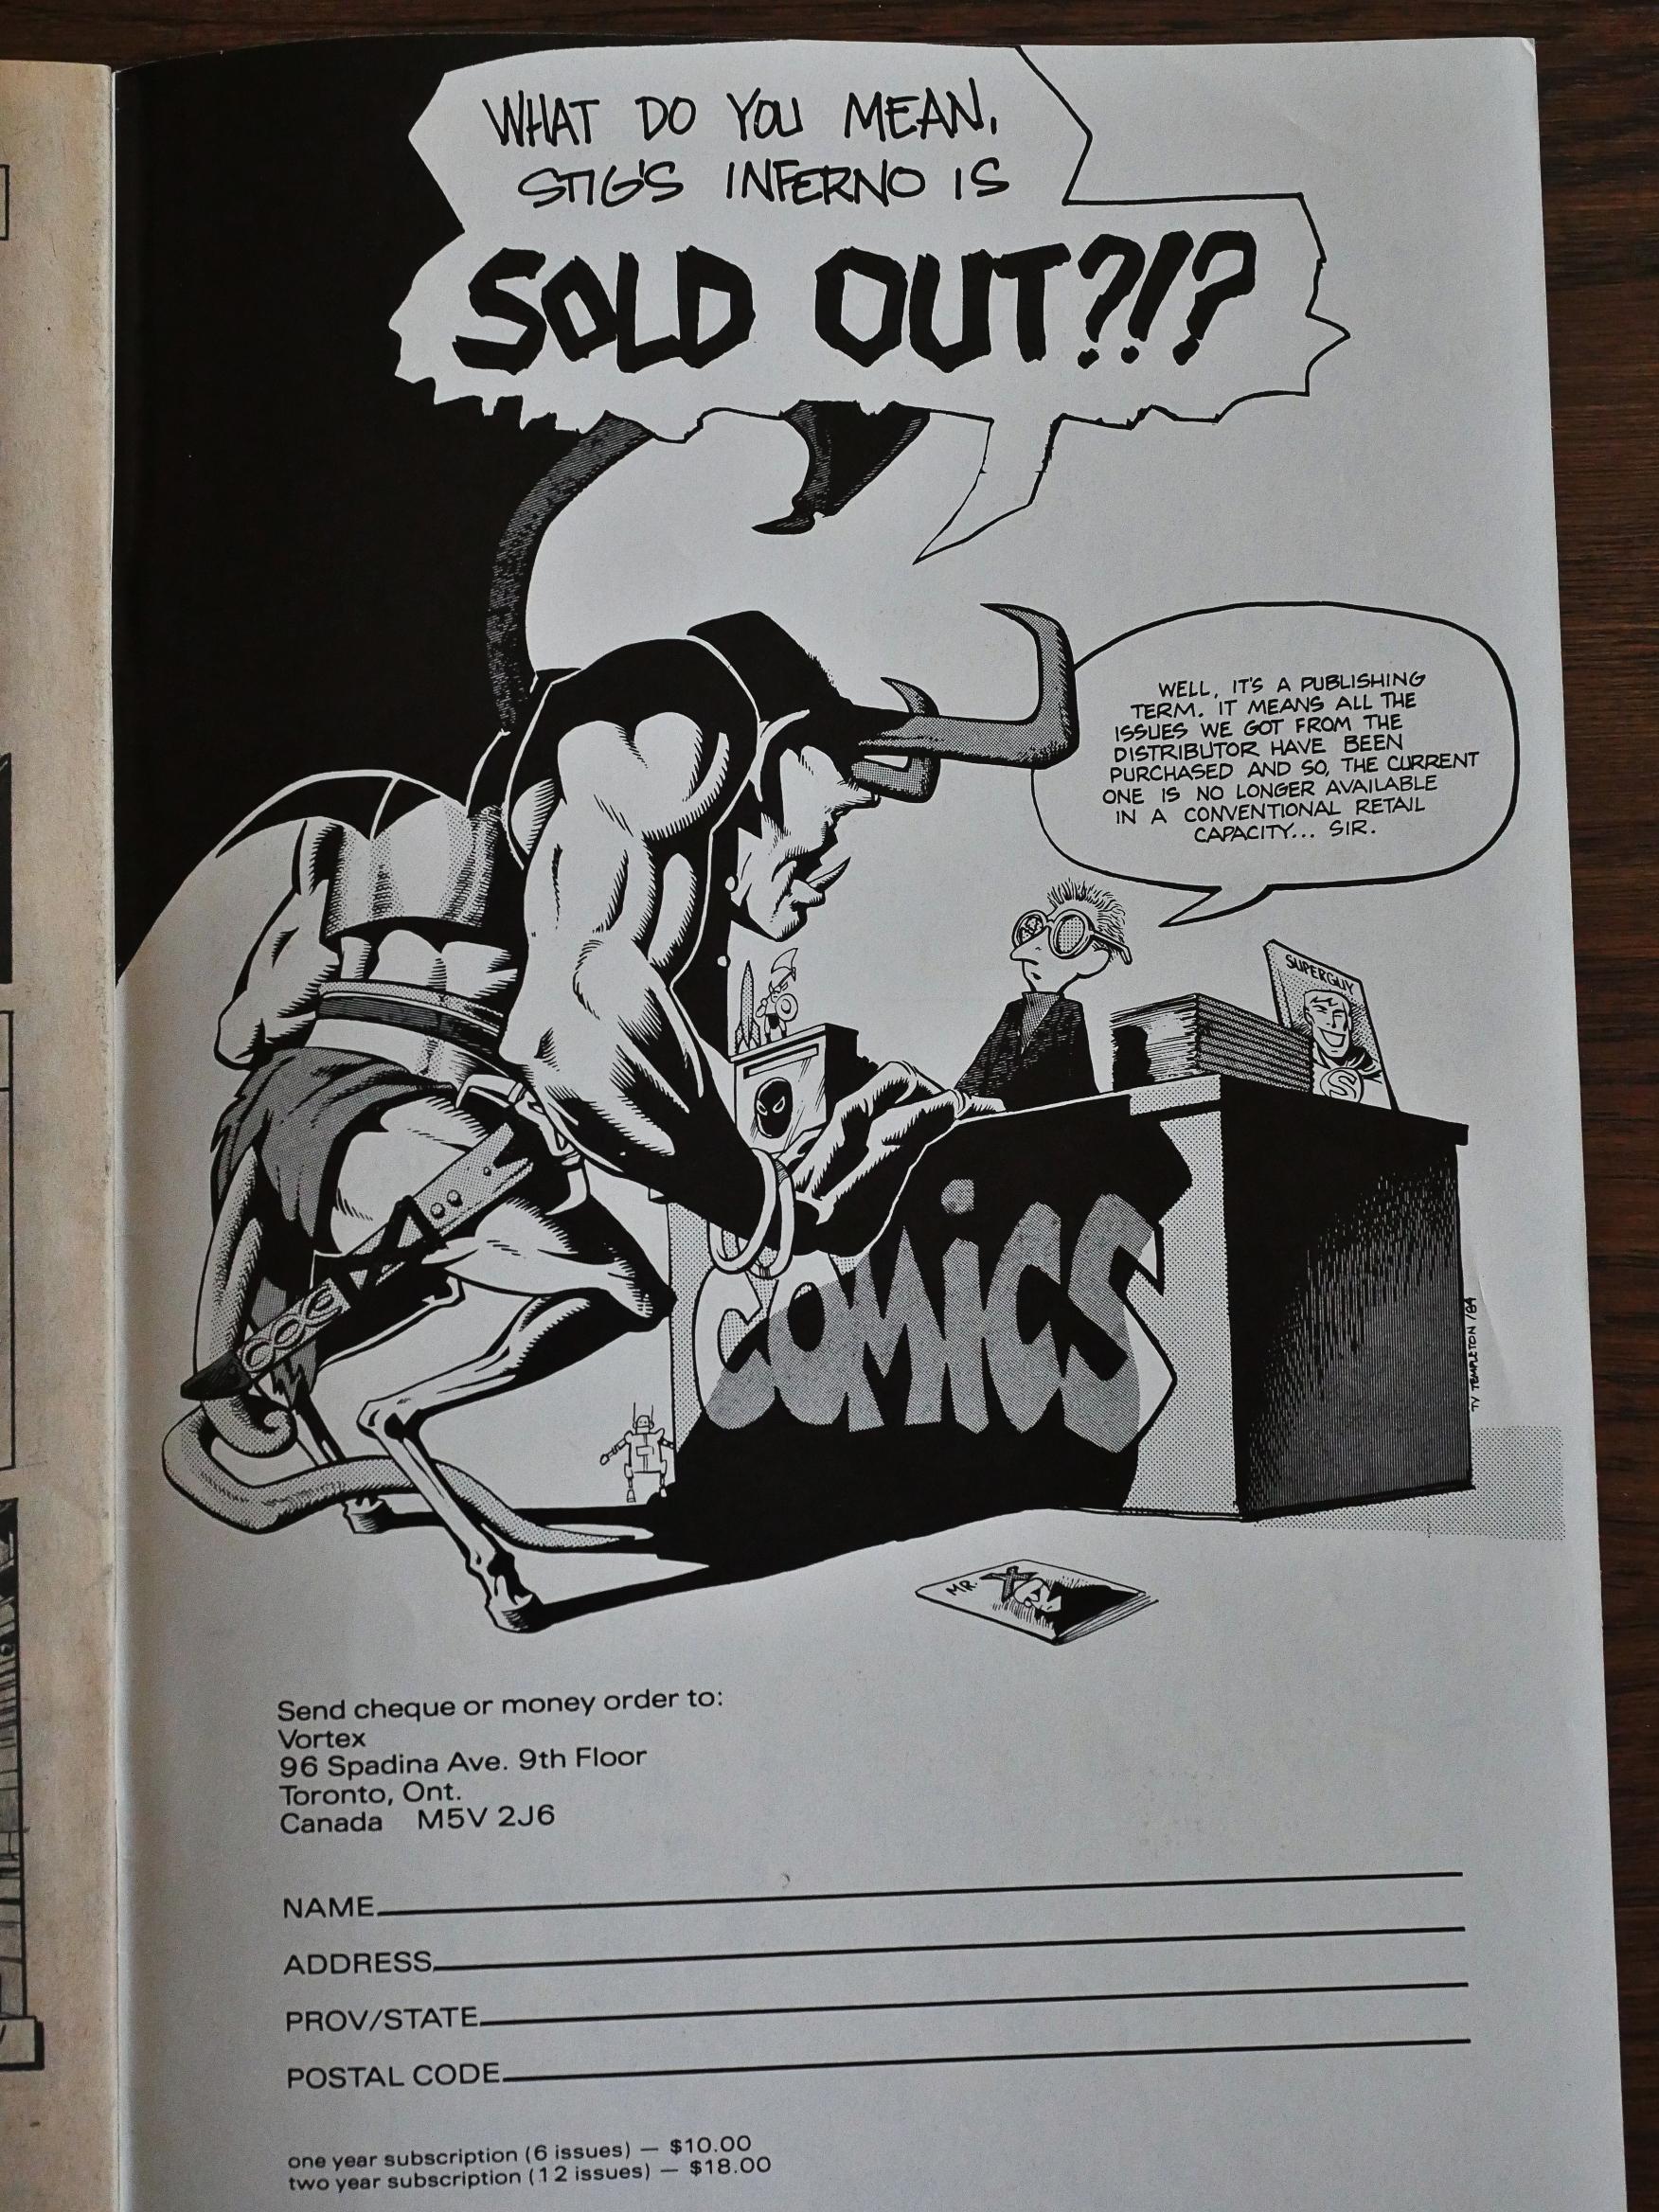 WHAT DO YOU MEAN,
STIG'S INFERNO IS
SOLD OUT?!?
WELL, IT'S A PUBLISHING
TERM. IT MEANS ALL THE
ISSUES WE GOT FROM THE
DISTRIBUTOR HAVE BEEN
PURCHASED AND SO, THE CURRENT
ONE IS NO LONGER AVAILABLE
IN A CONVENTIONAL RETAIL
CAPACITY... SIR.
SUPERGUY
S
COMICS
TY TEMPLETON /84
MR. X
Send cheque or money order to:
Vortex
96 Spadina Ave. 9th Floor
Toronto, Ont.
Canada M5V 2J6
NAME
ADDRESS
PROV/STATE
POSTAL CODE
one year subscription (6 issues) — $10.00
two year subscription (12 issues) — $18.00